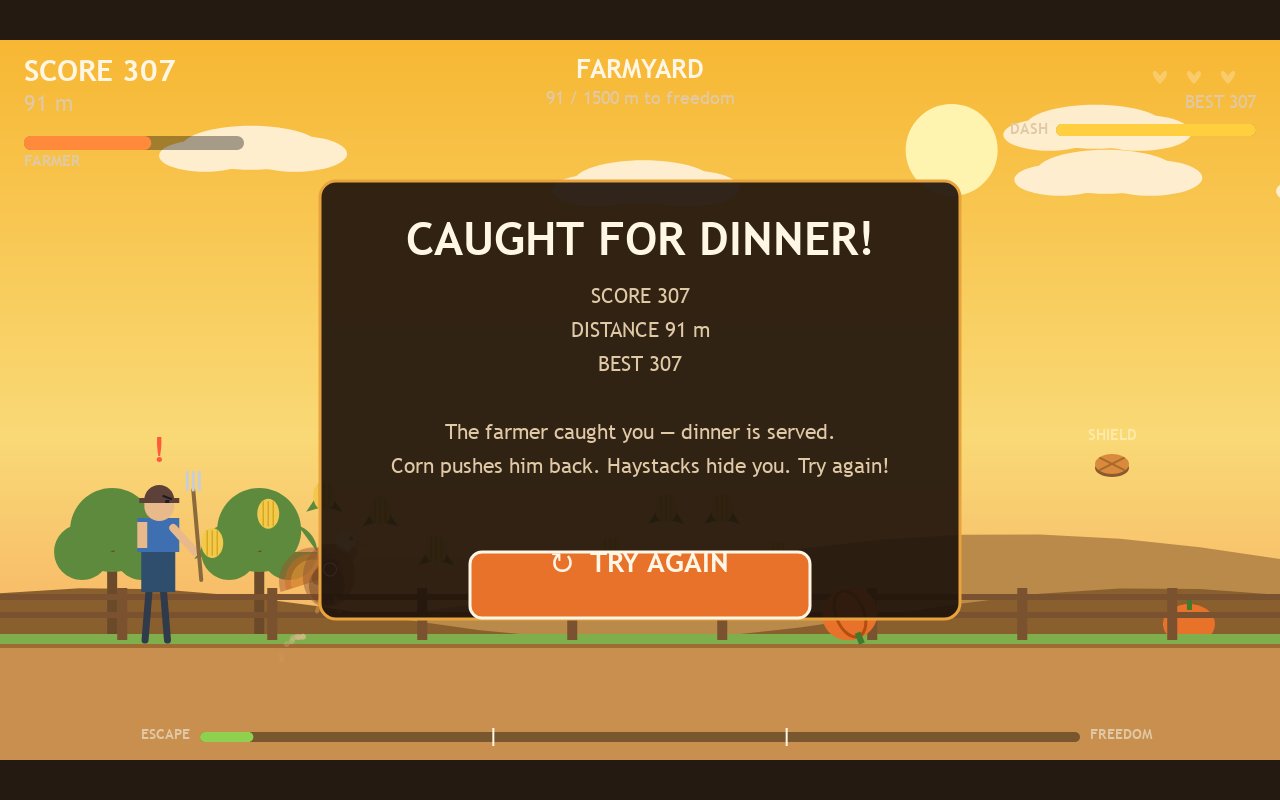 SCORE 307
91 m
FARMER
FARMYARD
91 / 1500 m to freedom
BEST 307
DASH
CAUGHT FOR DINNER!
SCORE 307
DISTANCE 91 m
BEST 307
The farmer caught you — dinner is served.
Corn pushes him back. Haystacks hide you. Try again!
!
SHIELD
↻ TRY AGAIN
ESCAPE
FREEDOM